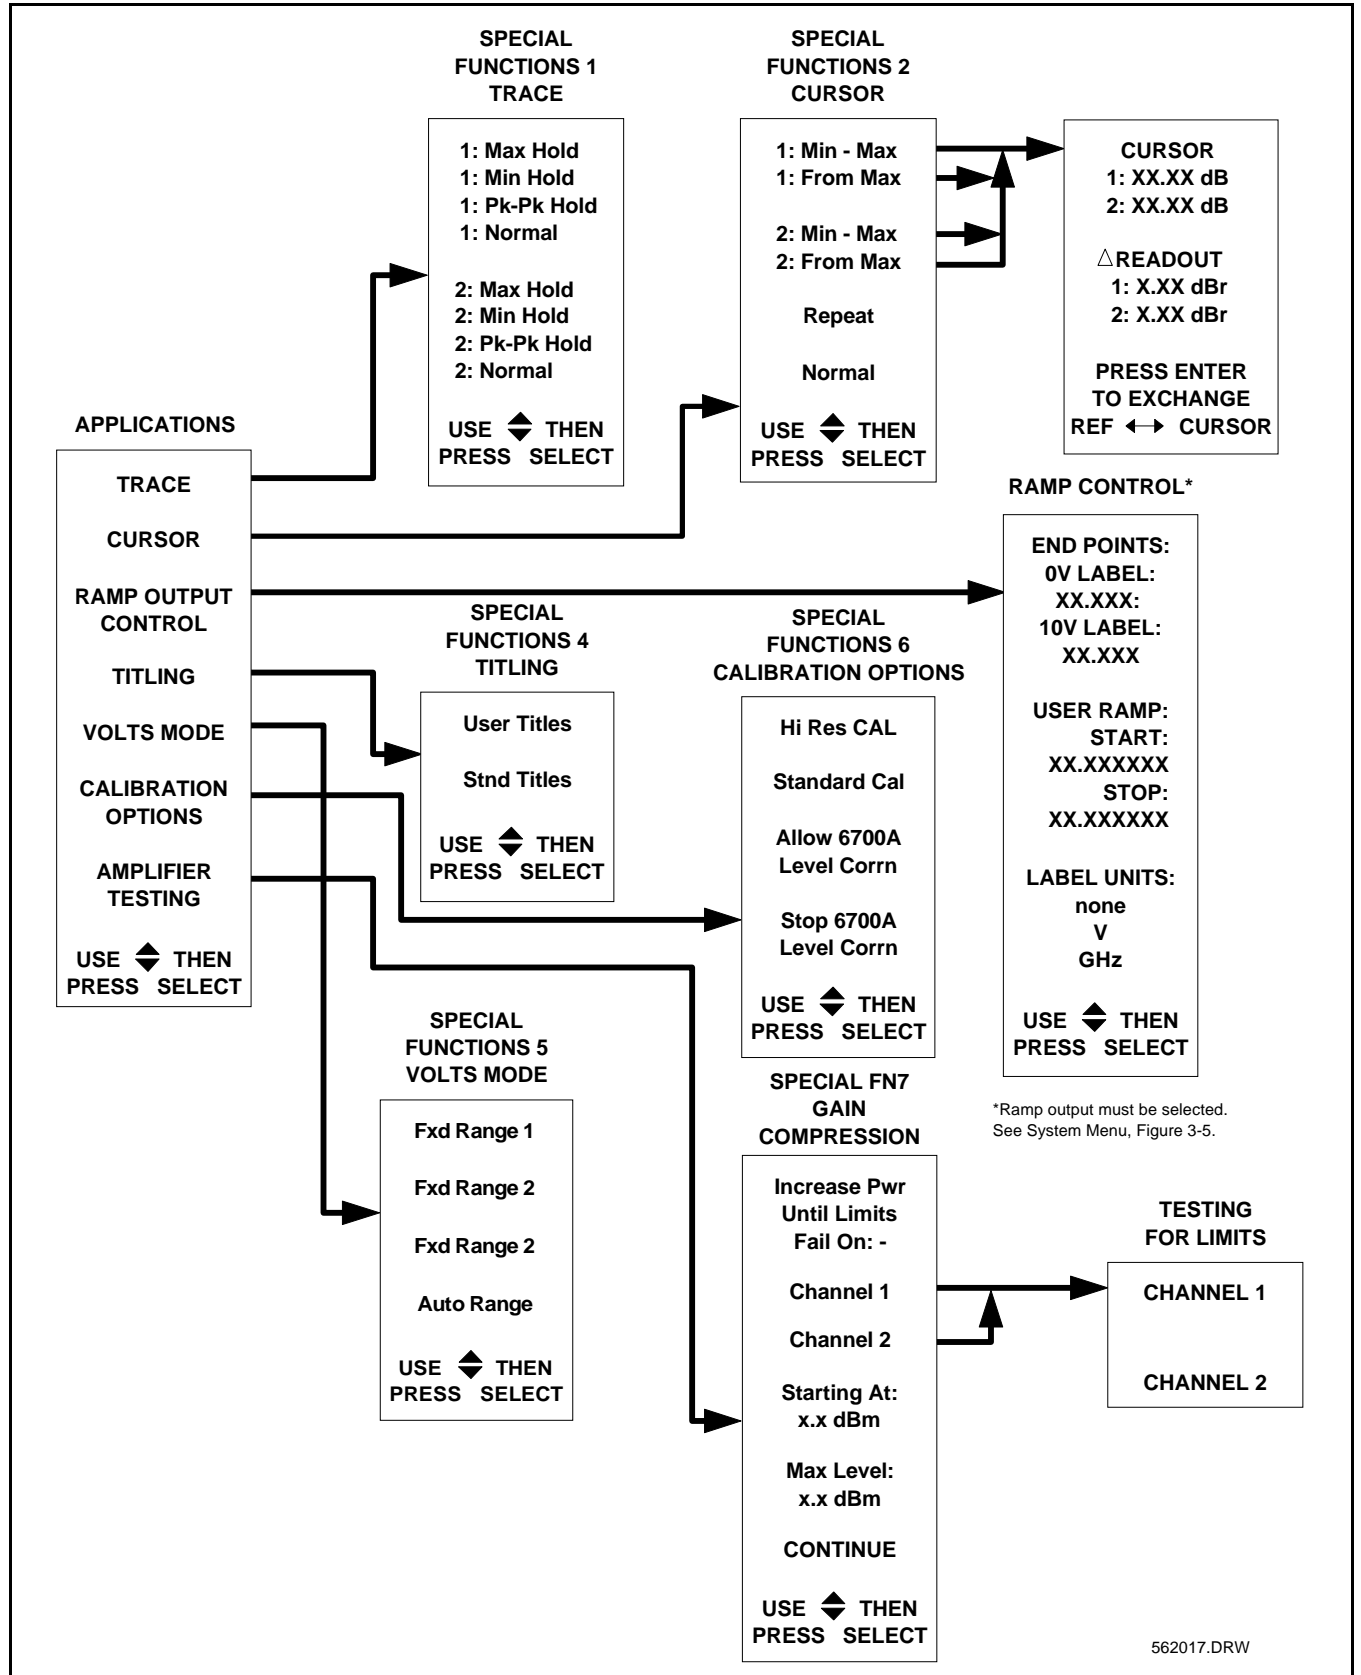 SPECIAL
FUNCTIONS 1
TRACE
1: Max Hold
1: Min Hold
1: Pk-Pk Hold
1: Normal
2: Max Hold
2: Min Hold
2: Pk-Pk Hold
2: Normal
USE THEN
PRESS SELECT
SPECIAL
FUNCTIONS 2
CURSOR
1: Min - Max
1: From Max
2: Min - Max
2: From Max
Repeat
Normal
USE THEN
PRESS SELECT
CURSOR
1: XX.XX dB
2: XX.XX dB
△READOUT
1: X.XX dBr
2: X.XX dBr
PRESS ENTER
TO EXCHANGE
REF ↔ CURSOR
APPLICATIONS
TRACE
CURSOR
RAMP OUTPUT
CONTROL
TITLING
VOLTS MODE
CALIBRATION
OPTIONS
AMPLIFIER
TESTING
USE THEN
PRESS SELECT
RAMP CONTROL*
END POINTS:
0V LABEL:
XX.XXX:
10V LABEL:
XX.XXX
USER RAMP:
START:
XX.XXXXXX
STOP:
XX.XXXXXX
LABEL UNITS:
none
V
GHz
USE THEN
PRESS SELECT
*Ramp output must be selected.
See System Menu, Figure 3-5.
SPECIAL
FUNCTIONS 4
TITLING
User Titles
Stnd Titles
USE THEN
PRESS SELECT
SPECIAL
FUNCTIONS 6
CALIBRATION OPTIONS
Hi Res CAL
Standard Cal
Allow 6700A
Level Corrn
Stop 6700A
Level Corrn
USE THEN
PRESS SELECT
SPECIAL
FUNCTIONS 5
VOLTS MODE
Fxd Range 1
Fxd Range 2
Fxd Range 2
Auto Range
USE THEN
PRESS SELECT
SPECIAL FN7
GAIN
COMPRESSION
Increase Pwr
Until Limits
Fail On: -
Channel 1
Channel 2
Starting At:
x.x dBm
Max Level:
x.x dBm
CONTINUE
USE THEN
PRESS SELECT
TESTING
FOR LIMITS
CHANNEL 1
CHANNEL 2
562017.DRW